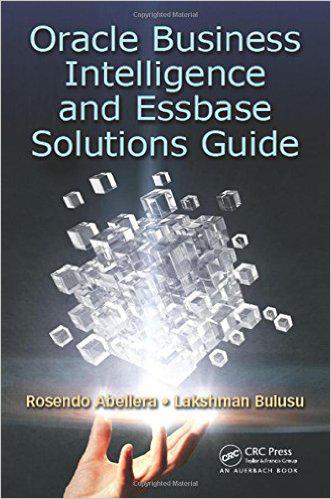 Oracle Business
Intelligence
and Essbase
Solutions Guide
Rosendo Abellera • Lakshman Bulusu
CRC
CRC Press
Taylor & Francis Group
AN AUERBACH BOOK